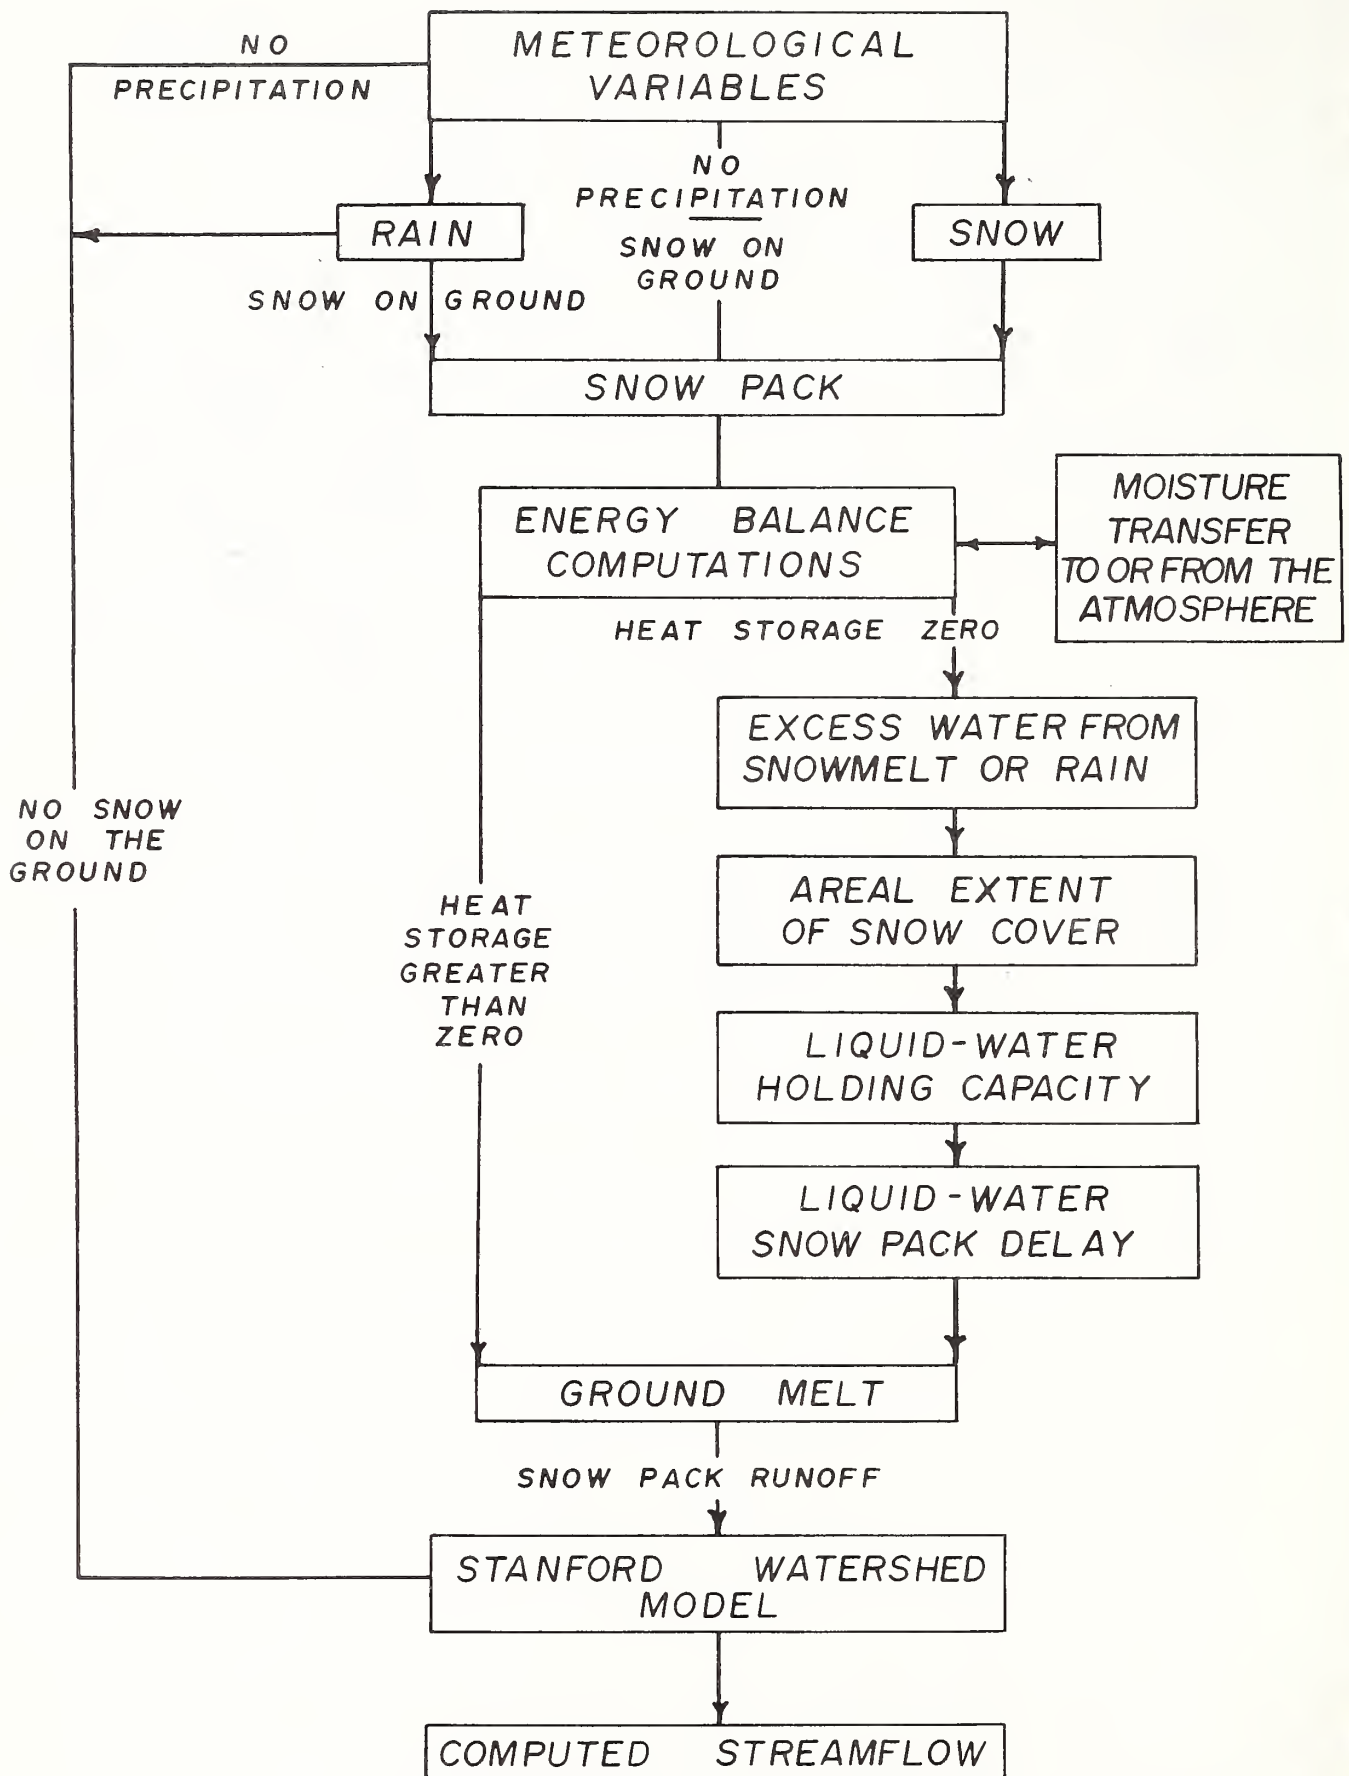 METEOROLOGICAL
VARIABLES
NO
PRECIPITATION
NO
PRECIPITATION
SNOW ON
GROUND
RAIN
SNOW
SNOW ON GROUND
SNOW PACK
ENERGY BALANCE
COMPUTATIONS
MOISTURE
TRANSFER
TO OR FROM THE
ATMOSPHERE
HEAT STORAGE ZERO
EXCESS WATER FROM
SNOWMELT OR RAIN
NO SNOW
ON THE
GROUND
AREAL EXTENT
OF SNOW COVER
HEAT
STORAGE
GREATER
THAN
ZERO
LIQUID-WATER
HOLDING CAPACITY
LIQUID-WATER
SNOW PACK DELAY
GROUND MELT
SNOW PACK RUNOFF
STANFORD WATERSHED
MODEL
COMPUTED STREAMFLOW